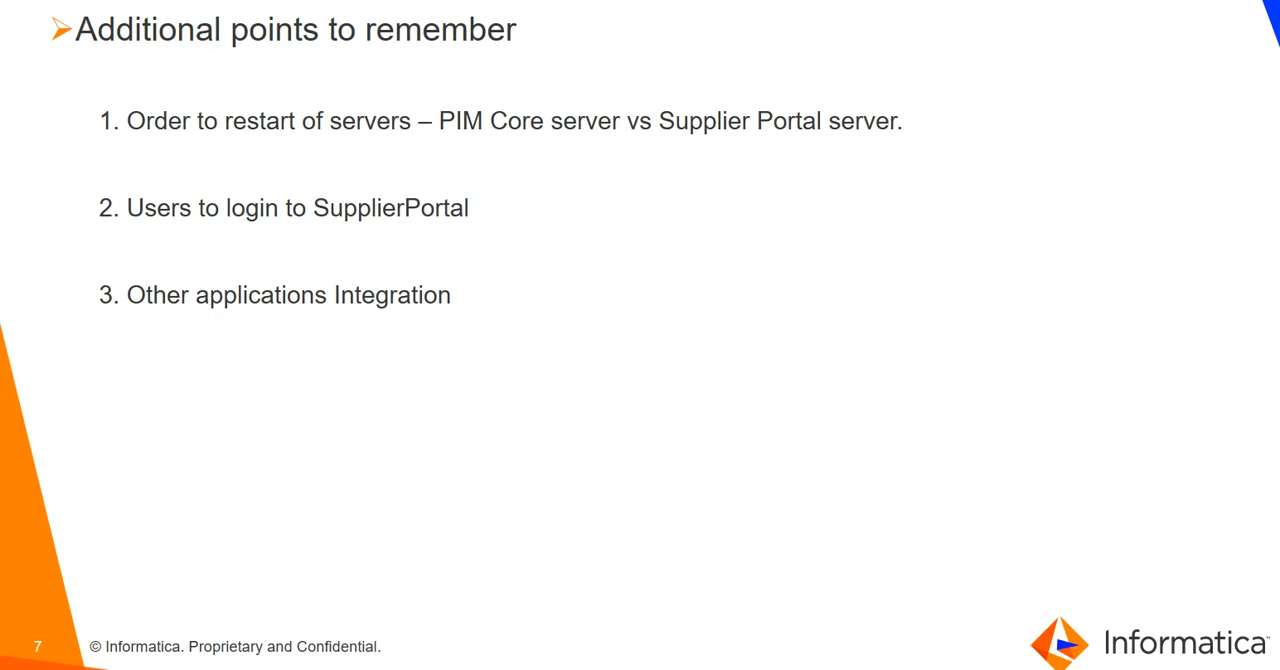 Additional points to remember
1. Order to restart of servers – PIM Core server vs Supplier Portal server.
2. Users to login to SupplierPortal
3. Other applications Integration
7
© Informatica. Proprietary and Confidential.
Informatica™